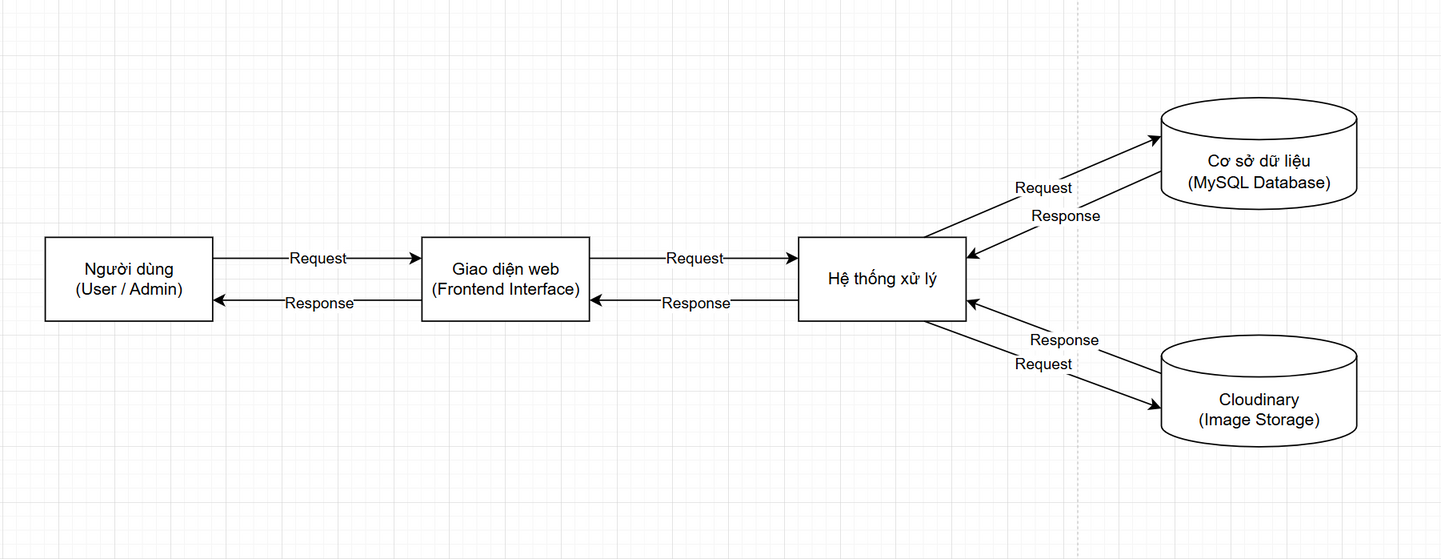 Người dùng
(User / Admin)
Request
Response
Giao diện web
(Frontend Interface)
Request
Response
Hệ thống xử lý
Request
Response
Cơ sở dữ liệu
(MySQL Database)
Response
Request
Cloudinary
(Image Storage)